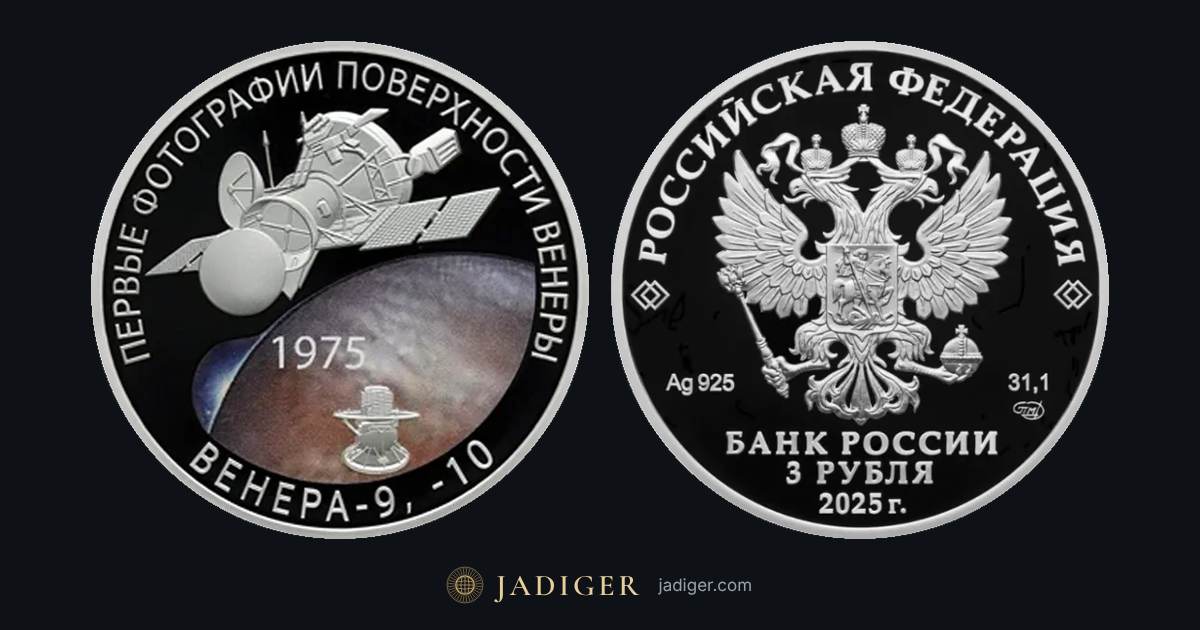 ПЕРВЫЕ ФОТОГРАФИИ ПОВЕРХНОСТИ ВЕНЕРЫ
1975
ВЕНЕРА-9, -10
РОССИЙСКАЯ ФЕДЕРАЦИЯ
Ag 925
31,1
БАНК РОССИИ
3 РУБЛЯ
2025 г.
JADIGER jadiger.com